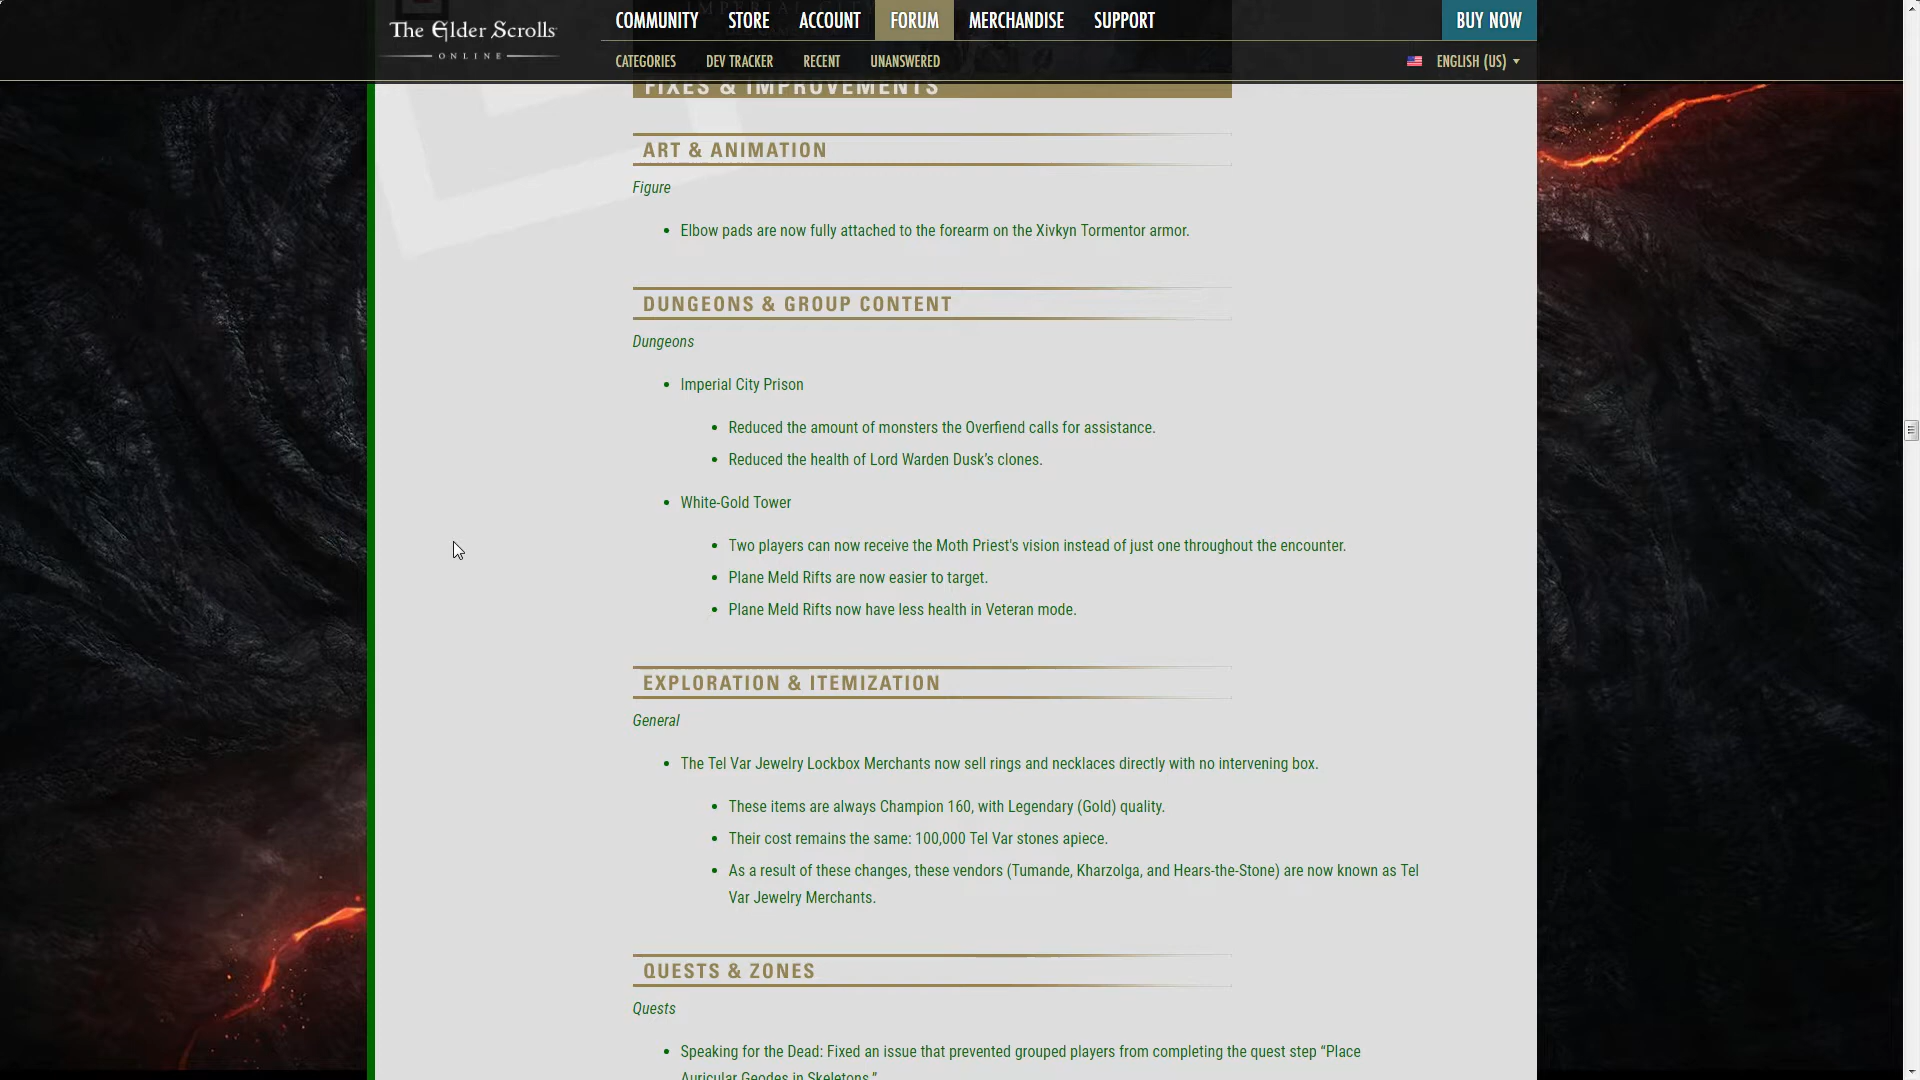 The Elder Scrolls
ONLINE
COMMUNITY STORE ACCOUNT FORUM MERCHANDISE SUPPORT BUY NOW
CATEGORIES DEV TRACKER RECENT UNANSWERED ENGLISH (US)
FIXES & IMPROVEMENTS
ART & ANIMATION
Figure
• Elbow pads are now fully attached to the forearm on the Xivkyn Tormentor armor.
DUNGEONS & GROUP CONTENT
Dungeons
• Imperial City Prison
• Reduced the amount of monsters the Overfiend calls for assistance.
• Reduced the health of Lord Warden Dusk’s clones.
• White-Gold Tower
• Two players can now receive the Moth Priest's vision instead of just one throughout the encounter.
• Plane Meld Rifts are now easier to target.
• Plane Meld Rifts now have less health in Veteran mode.
EXPLORATION & ITEMIZATION
General
• The Tel Var Jewelry Lockbox Merchants now sell rings and necklaces directly with no intervening box.
• These items are always Champion 160, with Legendary (Gold) quality.
• Their cost remains the same: 100,000 Tel Var stones apiece.
• As a result of these changes, these vendors (Tumande, Kharzolga, and Hears-the-Stone) are now known as Tel
Var Jewelry Merchants.
QUESTS & ZONES
Quests
• Speaking for the Dead: Fixed an issue that prevented grouped players from completing the quest step “Place
Auricular Geodes in Skeletons.”